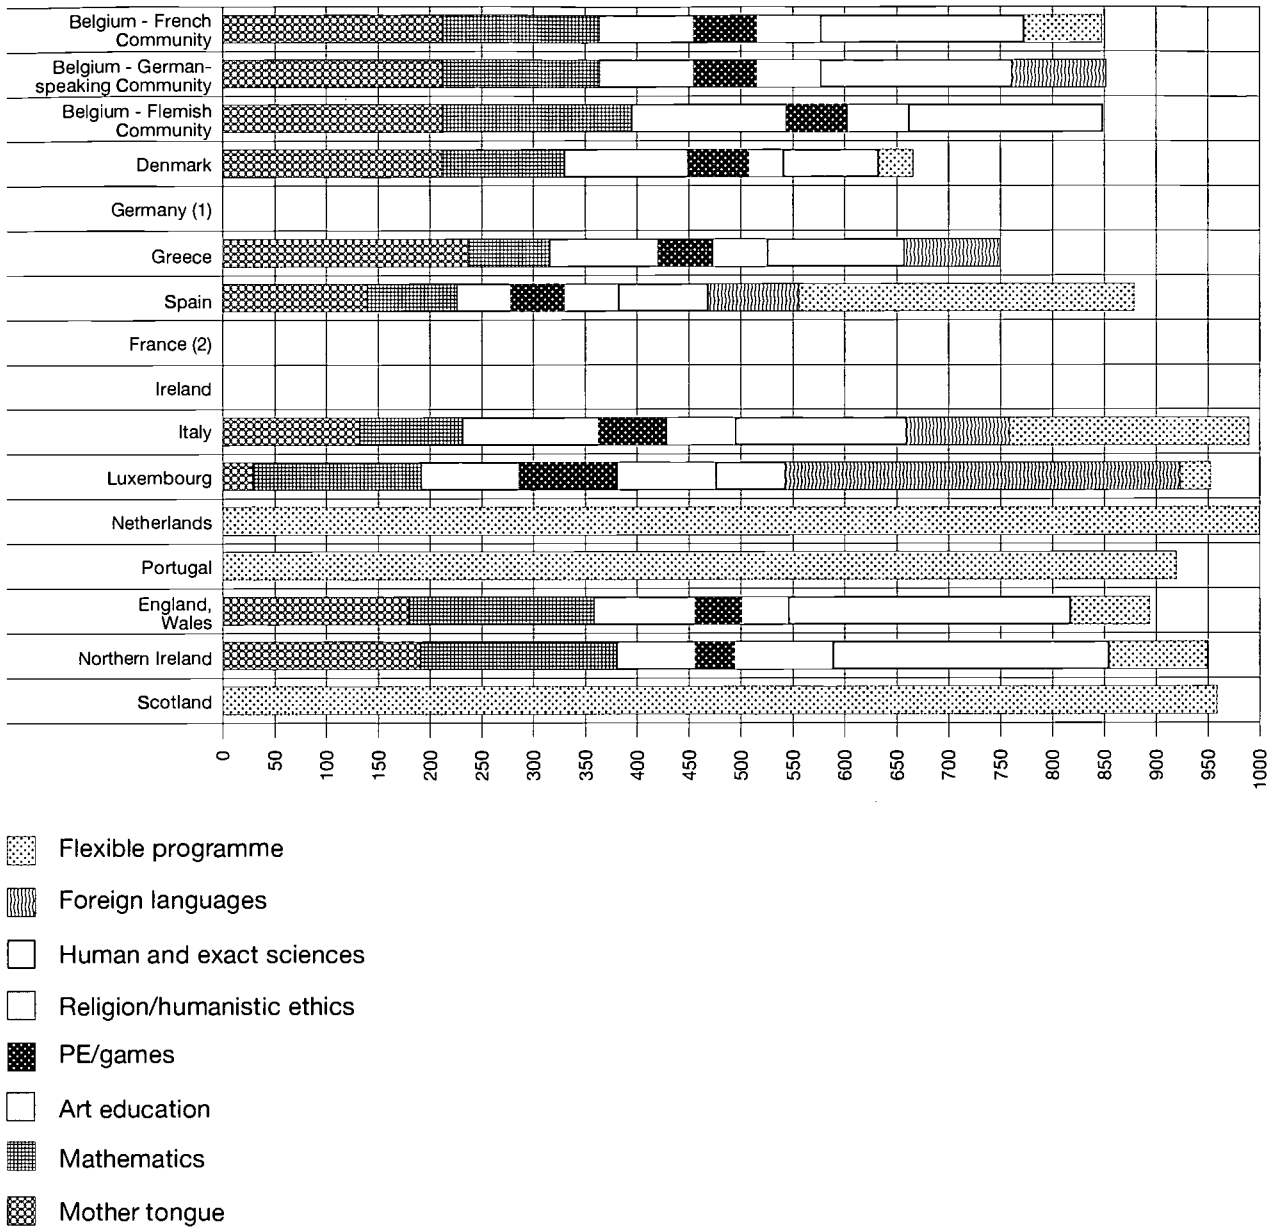 Belgium - French
Community
Belgium - German-
speaking Community
Belgium - Flemish
Community
Denmark
Germany (1)
Greece
Spain
France (2)
Ireland
Italy
Luxembourg
Netherlands
Portugal
England,
Wales
Northern Ireland
Scotland
0 50 100 150 200 250 300 350 400 450 500 550 600 650 700 750 800 850 900 950 1000
Flexible programme
Foreign languages
Human and exact sciences
Religion/humanistic ethics
PE/games
Art education
Mathematics
Mother tongue